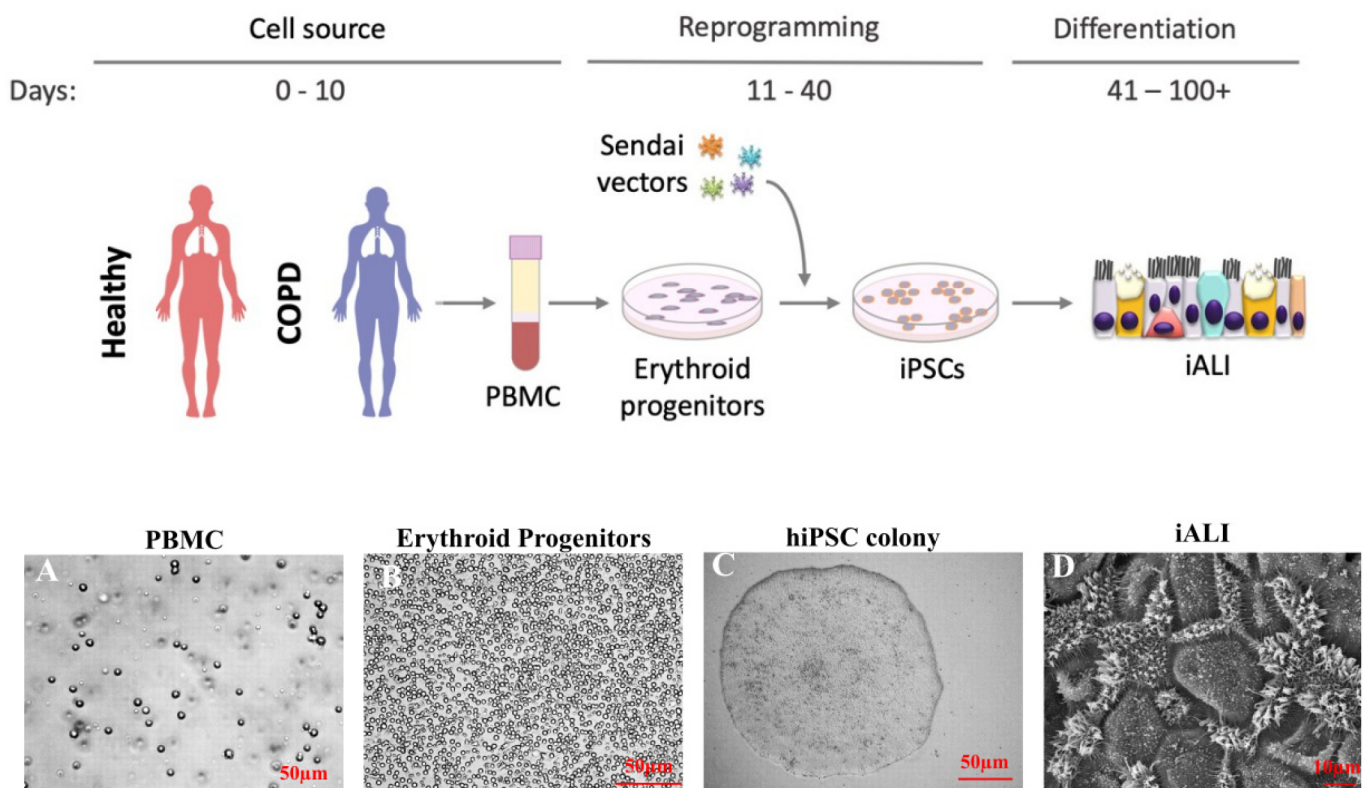 Cell source
Reprogramming
Differentiation
Days:
0 - 10
11 - 40
41 – 100+
Sendai
vectors
Healthy
COPD
PBMC
Erythroid
progenitors
iPSCs
iALI
PBMC
Erythroid Progenitors
hiPSC colony
iALI
A
B
C
D
50µm
50µm
50µm
10µm